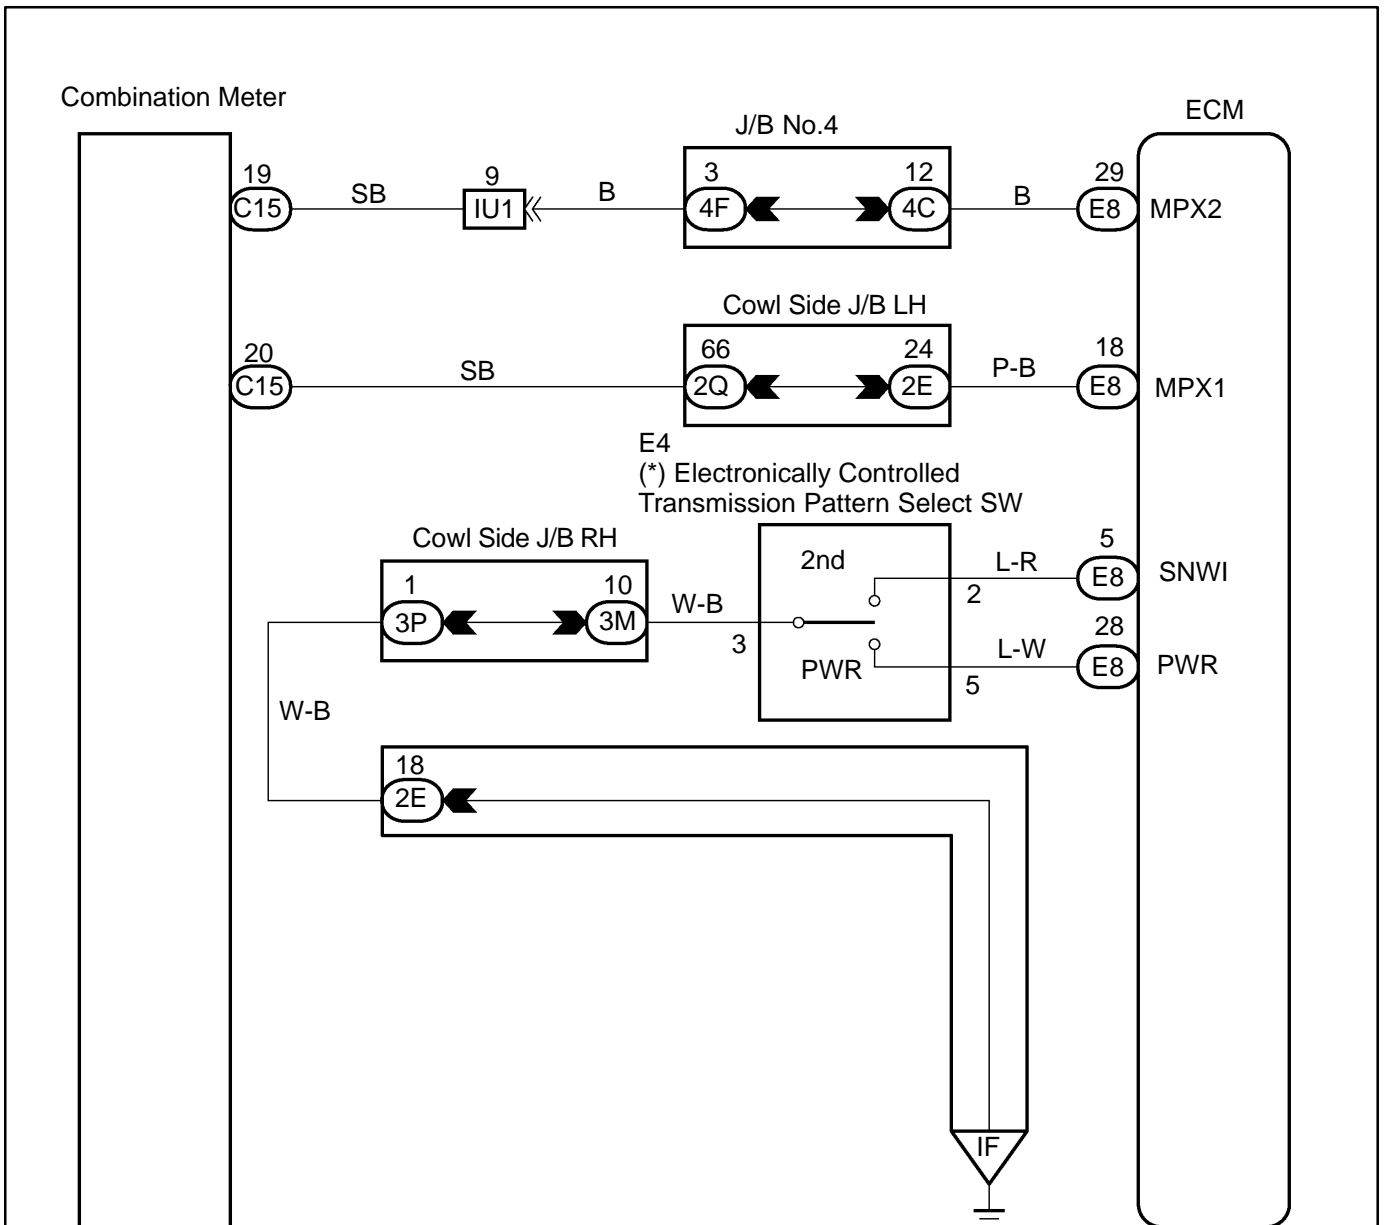 Combination Meter
ECM
J/B No.4
19
C15
SB
9
IU1
B
3
4F
12
4C
B
29
E8
MPX2
Cowl Side J/B LH
20
C15
SB
66
2Q
24
2E
P-B
18
E8
MPX1
E4
(*) Electronically Controlled
Transmission Pattern Select SW
Cowl Side J/B RH
1
3P
10
3M
W-B
3
2nd
PWR
L-R
2
5
E8
SNWI
L-W
5
28
E8
PWR
W-B
18
2E
IF